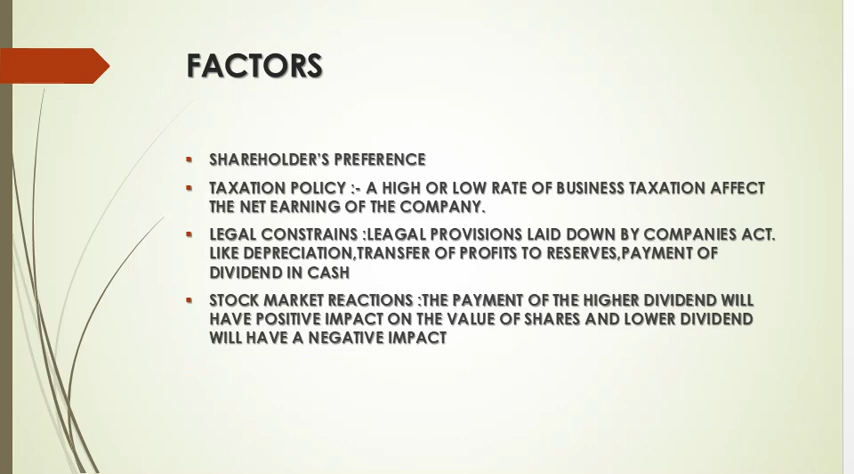 FACTORS
▪ SHAREHOLDER'S PREFERENCE
▪ TAXATION POLICY :- A HIGH OR LOW RATE OF BUSINESS TAXATION AFFECT
THE NET EARNING OF THE COMPANY.
▪ LEGAL CONSTRAINS :LEAGAL PROVISIONS LAID DOWN BY COMPANIES ACT.
LIKE DEPRECIATION,TRANSFER OF PROFITS TO RESERVES,PAYMENT OF
DIVIDEND IN CASH
▪ STOCK MARKET REACTIONS :THE PAYMENT OF THE HIGHER DIVIDEND WILL
HAVE POSITIVE IMPACT ON THE VALUE OF SHARES AND LOWER DIVIDEND
WILL HAVE A NEGATIVE IMPACT